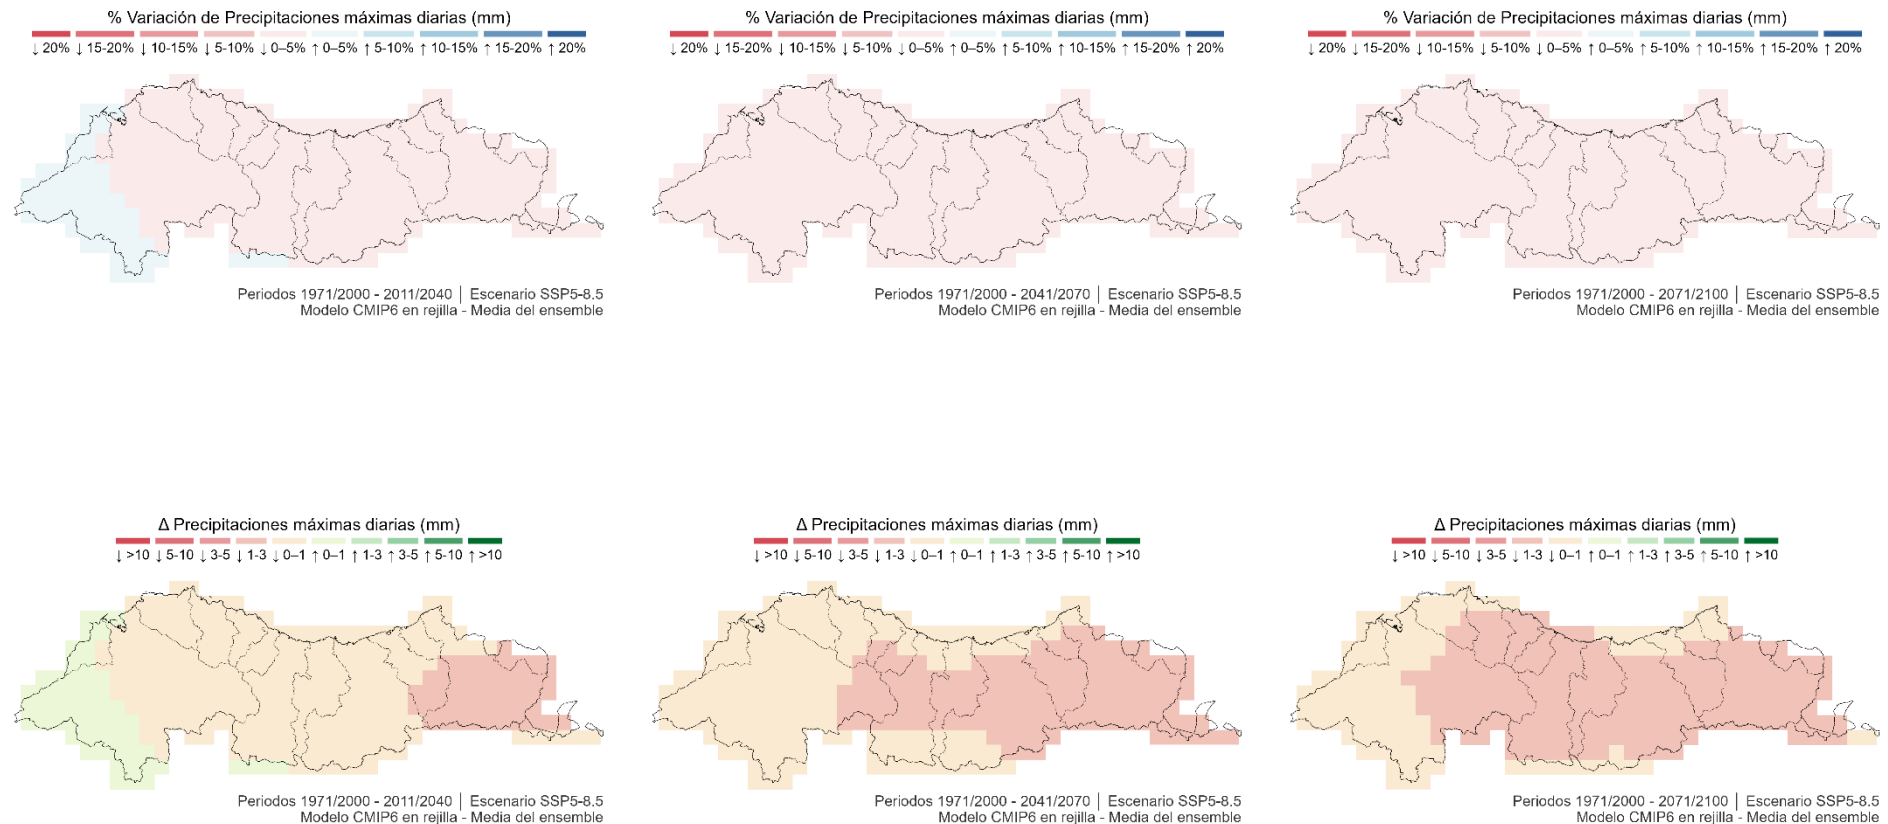 % Variación de Precipitaciones máximas diarias (mm)
↓ 20% ↓ 15-20% ↓ 10-15% ↓ 5-10% ↓ 0–5% ↑ 0–5% ↑ 5-10% ↑ 10-15% ↑ 15-20% ↑ 20%
Periodos 1971/2000 - 2011/2040 | Escenario SSP5-8.5
Modelo CMIP6 en rejilla - Media del ensemble
% Variación de Precipitaciones máximas diarias (mm)
↓ 20% ↓ 15-20% ↓ 10-15% ↓ 5-10% ↓ 0–5% ↑ 0–5% ↑ 5-10% ↑ 10-15% ↑ 15-20% ↑ 20%
Periodos 1971/2000 - 2041/2070 | Escenario SSP5-8.5
Modelo CMIP6 en rejilla - Media del ensemble
% Variación de Precipitaciones máximas diarias (mm)
↓ 20% ↓ 15-20% ↓ 10-15% ↓ 5-10% ↓ 0–5% ↑ 0–5% ↑ 5-10% ↑ 10-15% ↑ 15-20% ↑ 20%
Periodos 1971/2000 - 2071/2100 | Escenario SSP5-8.5
Modelo CMIP6 en rejilla - Media del ensemble
Δ Precipitaciones máximas diarias (mm)
↓ >10 ↓ 5-10 ↓ 3-5 ↓ 1-3 ↓ 0–1 ↑ 0–1 ↑ 1-3 ↑ 3-5 ↑ 5-10 ↑ >10
Periodos 1971/2000 - 2011/2040 | Escenario SSP5-8.5
Modelo CMIP6 en rejilla - Media del ensemble
Δ Precipitaciones máximas diarias (mm)
↓ >10 ↓ 5-10 ↓ 3-5 ↓ 1-3 ↓ 0–1 ↑ 0–1 ↑ 1-3 ↑ 3-5 ↑ 5-10 ↑ >10
Periodos 1971/2000 - 2041/2070 | Escenario SSP5-8.5
Modelo CMIP6 en rejilla - Media del ensemble
Δ Precipitaciones máximas diarias (mm)
↓ >10 ↓ 5-10 ↓ 3-5 ↓ 1-3 ↓ 0–1 ↑ 0–1 ↑ 1-3 ↑ 3-5 ↑ 5-10 ↑ >10
Periodos 1971/2000 - 2071/2100 | Escenario SSP5-8.5
Modelo CMIP6 en rejilla - Media del ensemble